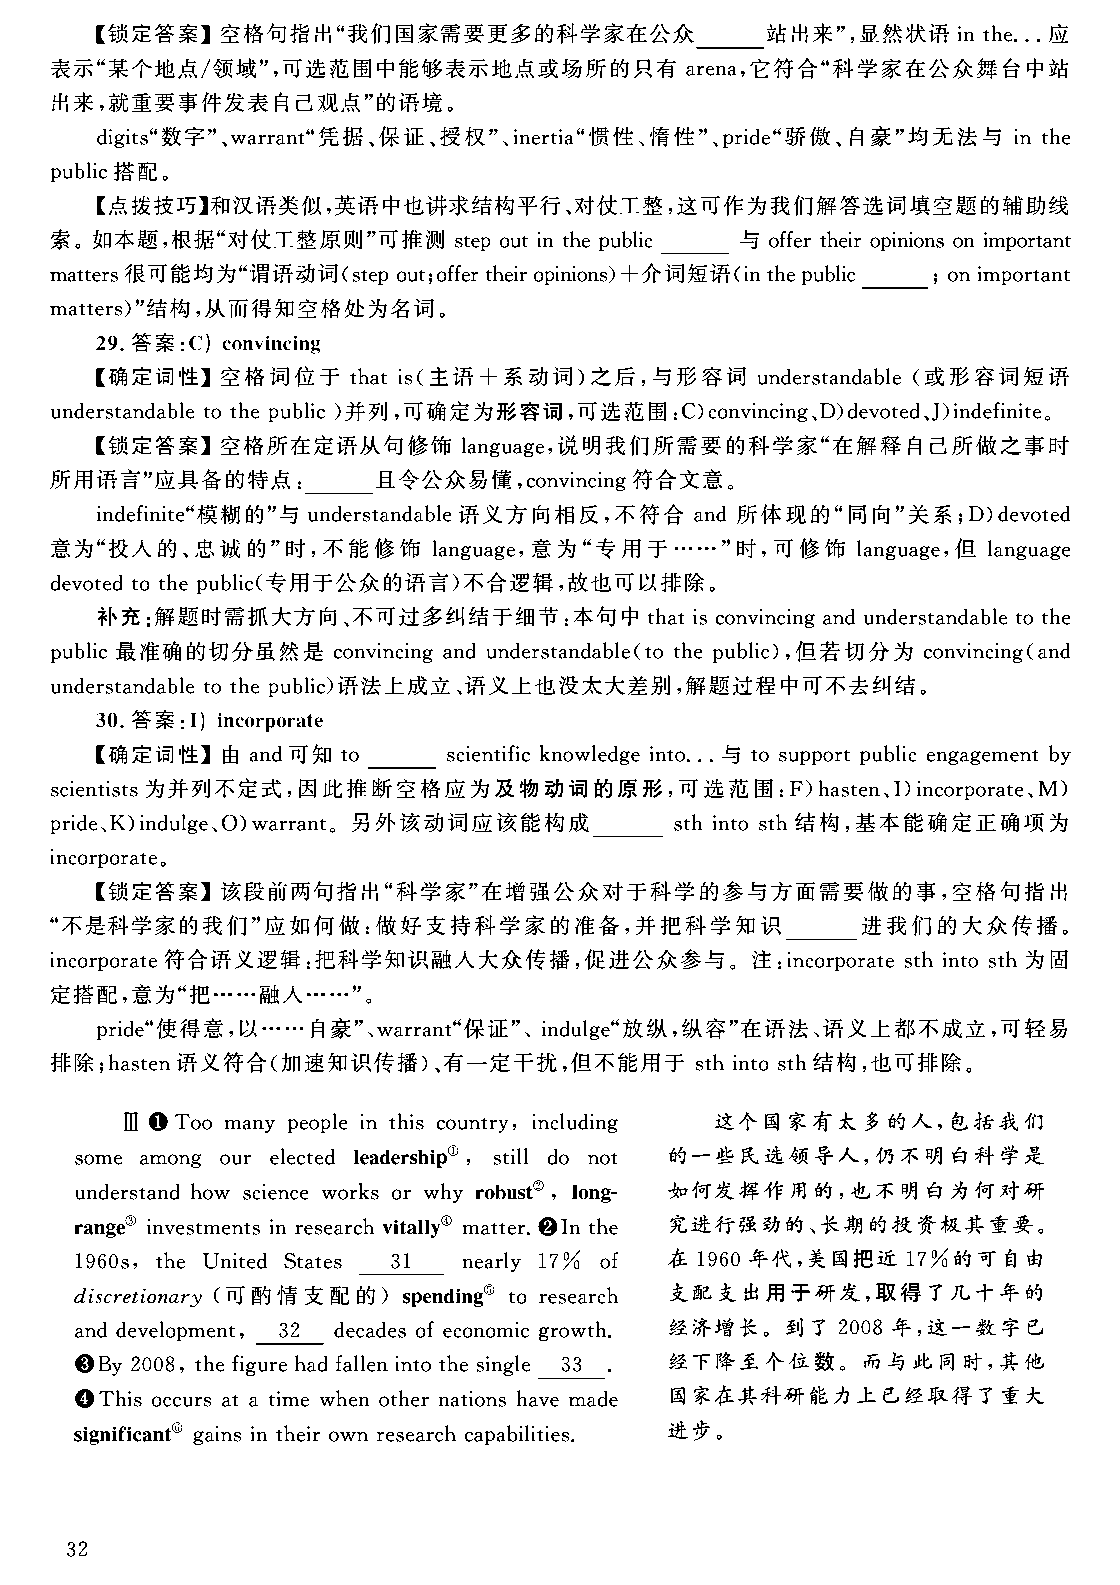 【锁定答案】空格句指出“我们国家需要更多的科学家在公众______站出来”,显然状语 in the...应
表示“某个地点/领域”,可选范围中能够表示地点或场所的只有 arena,它符合“科学家在公众舞台中站
出来,就重要事件发表自己观点”的语境。
digits“数字”、warrant“凭据、保证、授权”、inertia“惯性、惰性”、pride“骄傲、自豪”均无法与 in the
public 搭配。
【点拨技巧】和汉语类似,英语中也讲求结构平行、对仗工整,这可作为我们解答选词填空题的辅助线
索。如本题,根据“对仗工整原则”可推测 step out in the public ______ 与 offer their opinions on important
matters 很可能均为“谓语动词(step out;offer their opinions)+介词短语(in the public ______ ; on important
matters)”结构,从而得知空格处为名词。
29. 答案:C) convincing
【确定词性】空格词位于 that is(主语+系动词)之后,与形容词 understandable (或形容词短语
understandable to the public )并列,可确定为形容词,可选范围:C)convincing、D)devoted、J)indefinite。
【锁定答案】空格所在定语从句修饰 language,说明我们所需要的科学家“在解释自己所做之事时
所用语言”应具备的特点:______且令公众易懂,convincing 符合文意。
indefinite“模糊的”与 understandable 语义方向相反,不符合 and 所体现的“同向”关系;D)devoted
意为“投入的、忠诚的”时,不能修饰 language,意为“专用于……”时,可修饰 language,但 language
devoted to the public(专用于公众的语言)不合逻辑,故也可以排除。
补充:解题时需抓大方向、不可过多纠结于细节:本句中 that is convincing and understandable to the
public 最准确的切分虽然是 convincing and understandable(to the public),但若切分为 convincing(and
understandable to the public)语法上成立、语义上也没太大差别,解题过程中可不去纠结。
30. 答案:I) incorporate
【确定词性】由 and 可知 to ______ scientific knowledge into...与 to support public engagement by
scientists 为并列不定式,因此推断空格应为及物动词的原形,可选范围:F)hasten、I)incorporate、M)
pride、K)indulge、O)warrant。另外该动词应该能构成______ sth into sth 结构,基本能确定正确项为
incorporate。
【锁定答案】该段前两句指出“科学家”在增强公众对于科学的参与方面需要做的事,空格句指出
“不是科学家的我们”应如何做:做好支持科学家的准备,并把科学知识______进我们的大众传播。
incorporate 符合语义逻辑:把科学知识融入大众传播,促进公众参与。注:incorporate sth into sth 为固
定搭配,意为“把……融入……”。
pride“使得意,以……自豪”、warrant“保证”、indulge“放纵,纵容”在语法、语义上都不成立,可轻易
排除;hasten 语义符合(加速知识传播)、有一定干扰,但不能用于 sth into sth 结构,也可排除。
Ⅲ ❶ Too many people in this country, including
some among our elected leadership①, still do not
understand how science works or why robust②, long-
range③ investments in research vitally④ matter. ❷In the
1960s, the United States 31 nearly 17% of
discretionary (可酌情支配的) spending⑤ to research
and development, 32 decades of economic growth.
❸By 2008, the figure had fallen into the single 33 .
❹This occurs at a time when other nations have made
significant⑥ gains in their own research capabilities.
这个国家有太多的人,包括我们
的一些民选领导人,仍不明白科学是
如何发挥作用的,也不明白为何对研
究进行强劲的、长期的投资极其重要。
在 1960 年代,美国把近 17%的可自由
支配支出用于研发,取得了几十年的
经济增长。到了 2008 年,这一数字已
经下降至个位数。而与此同时,其他
国家在其科研能力上已经取得了重大
进步。
32